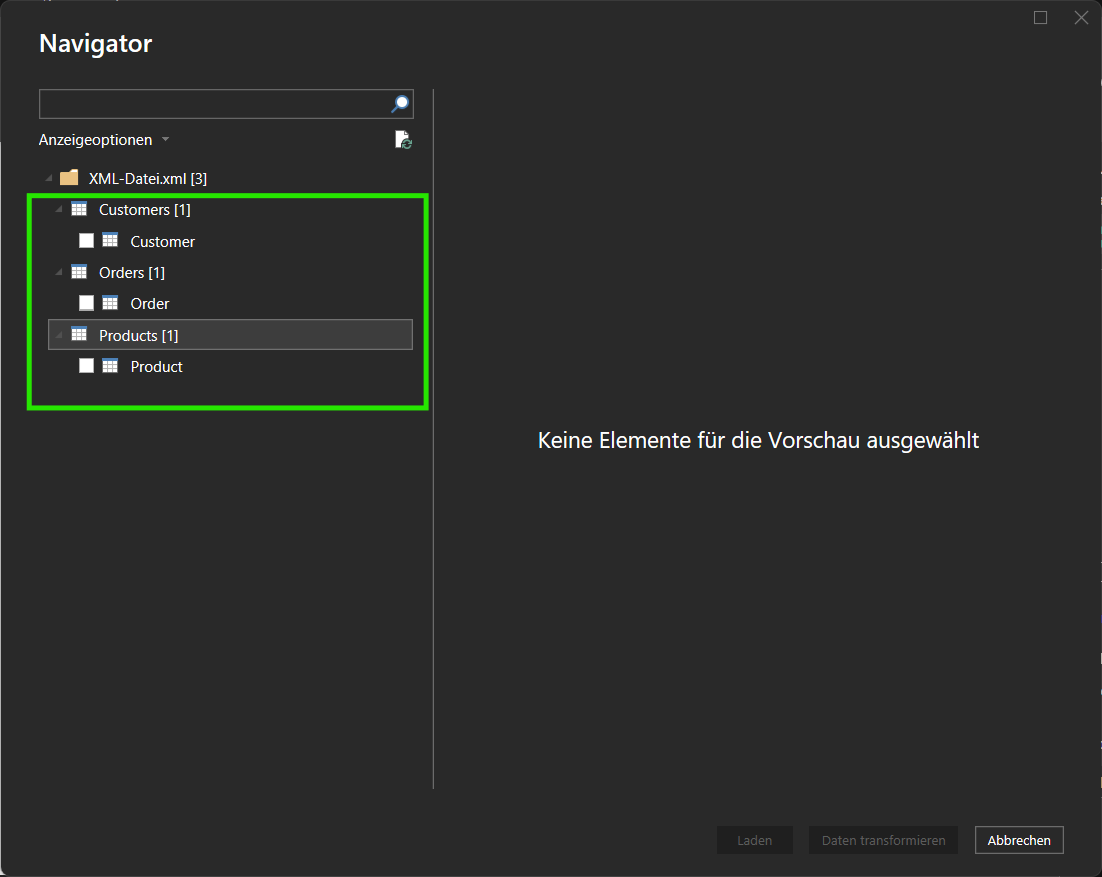 Navigator
Anzeigeoptionen
XML-Datei.xml [3]
Customers [1]
Customer
Orders [1]
Order
Products [1]
Product
Keine Elemente für die Vorschau ausgewählt
Laden
Daten transformieren
Abbrechen